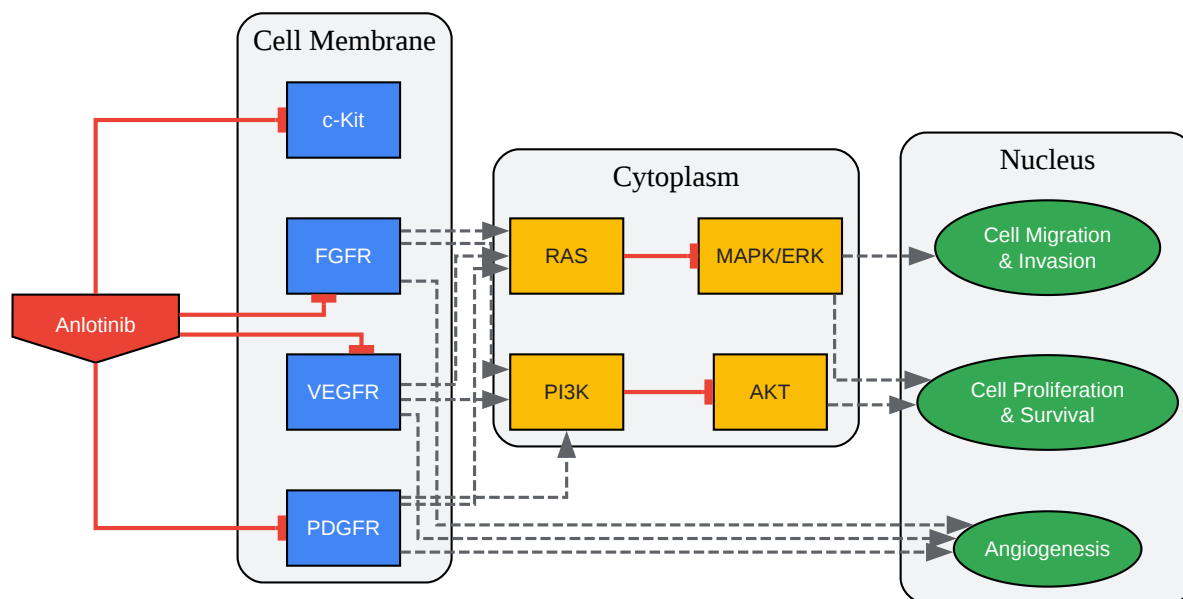 Cell Membrane
c-Kit
FGFR
VEGFR
PDGFR
Anlotinib
Cytoplasm
RAS
MAPK/ERK
PI3K
AKT
Nucleus
Cell Migration
& Invasion
Cell Proliferation
& Survival
Angiogenesis